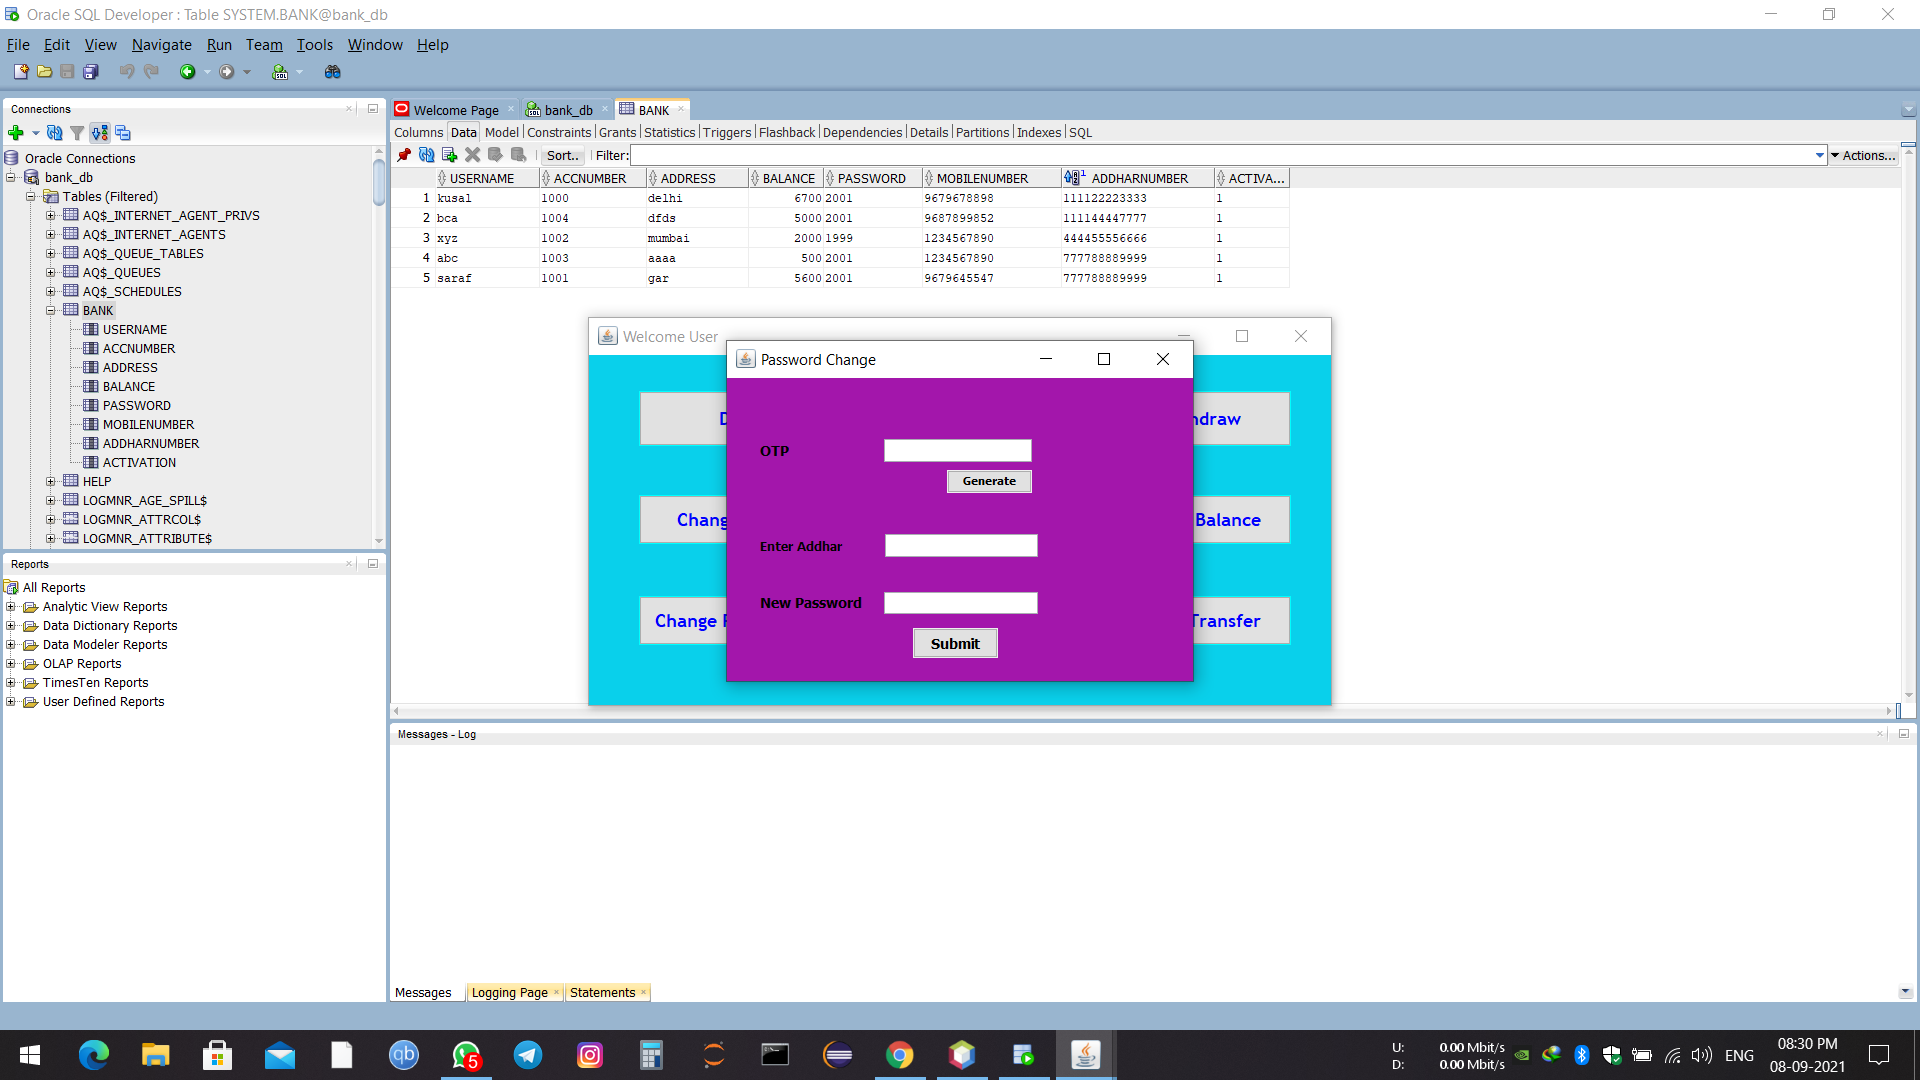 Oracle SQL Developer : Table SYSTEM.BANK@bank_db
File Edit View Navigate Run Team Tools Window Help
Connections
Oracle Connections
bank_db
Tables (Filtered)
AQ$_INTERNET_AGENT_PRIVS
AQ$_INTERNET_AGENTS
AQ$_QUEUE_TABLES
AQ$_QUEUES
AQ$_SCHEDULES
BANK
USERNAME
ACCNUMBER
ADDRESS
BALANCE
PASSWORD
MOBILENUMBER
ADDHARNUMBER
ACTIVATION
HELP
LOGMNR_AGE_SPILL$
LOGMNR_ATTRCOL$
LOGMNR_ATTRIBUTE$
Reports
All Reports
Analytic View Reports
Data Dictionary Reports
Data Modeler Reports
OLAP Reports
TimesTen Reports
User Defined Reports
Welcome Page bank_db BANK
Columns Data Model Constraints Grants Statistics Triggers Flashback Dependencies Details Partitions Indexes SQL
Sort.. Filter: Actions...
USERNAME ACCNUMBER ADDRESS BALANCE PASSWORD MOBILENUMBER ADDHARNUMBER ACTIVA...
1 kusal 1000 delhi 6700 2001 9679678898 111122223333 1
2 bca 1004 dfds 5000 2001 9687899852 111144447777 1
3 xyz 1002 mumbai 2000 1999 1234567890 444455556666 1
4 abc 1003 aaaa 500 2001 1234567890 777788889999 1
5 saraf 1001 gar 5600 2001 9679645547 777788889999 1
Welcome User
D
ndraw
Chang
Balance
Change
Transfer
Password Change
OTP
Generate
Enter Addhar
New Password
Submit
Messages - Log
Messages Logging Page Statements
5
U: 0.00 Mbit/s
D: 0.00 Mbit/s
ENG
08:30 PM
08-09-2021